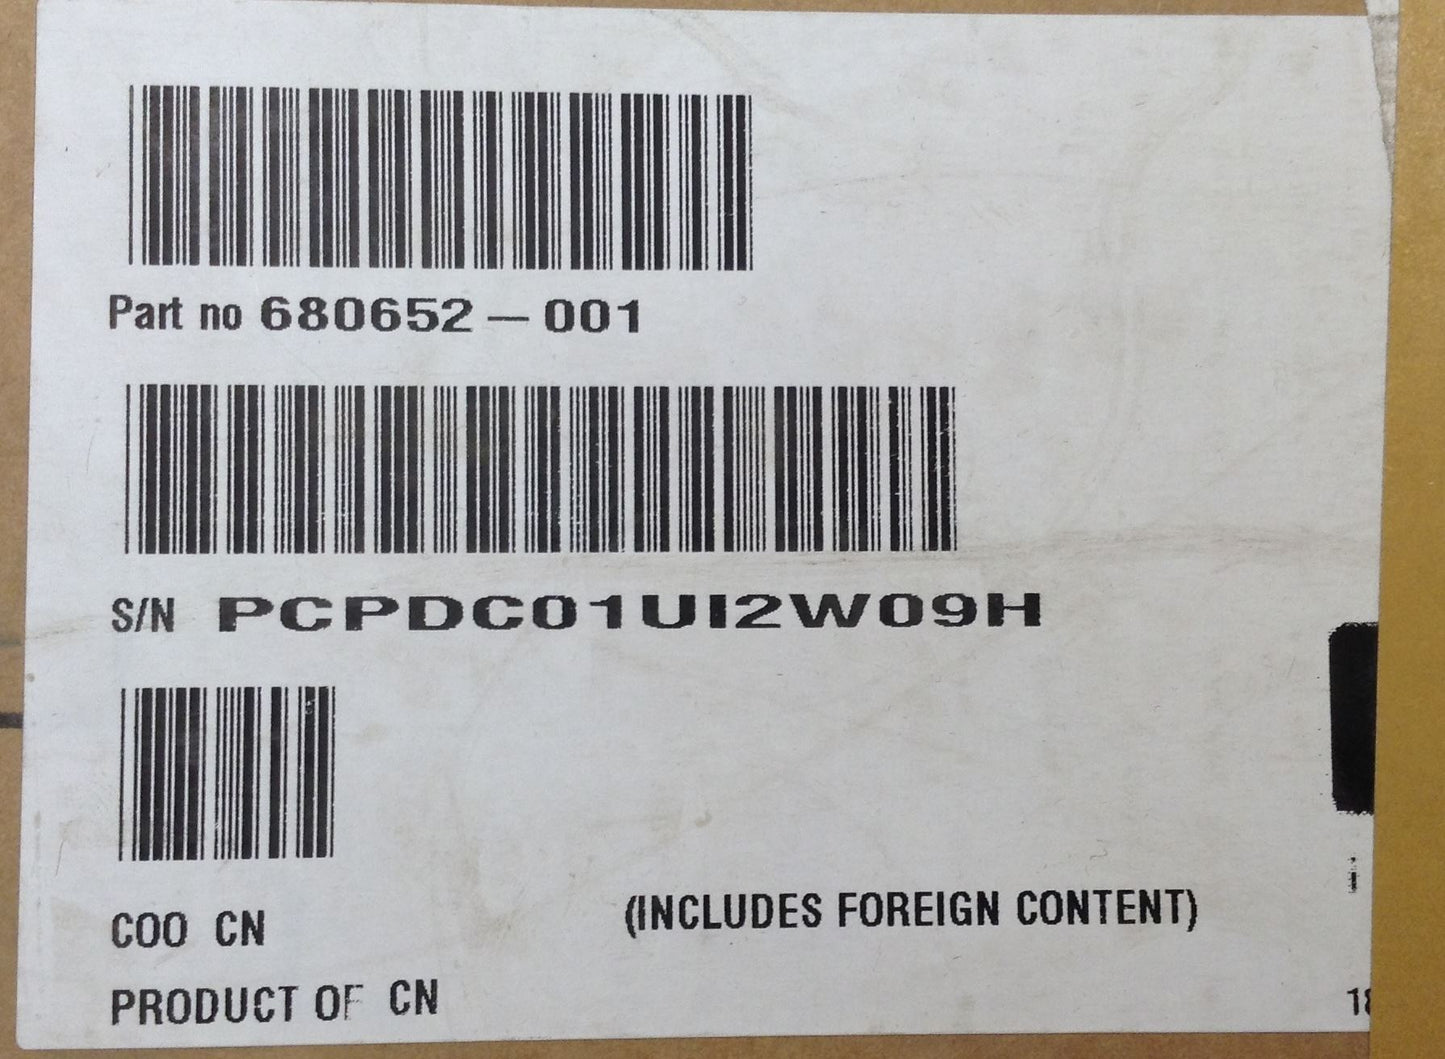 Part no 680652-001
S/N PCPDC01UI2W09H
COO CN
(INCLUDES FOREIGN CONTENT)
PRODUCT OF CN